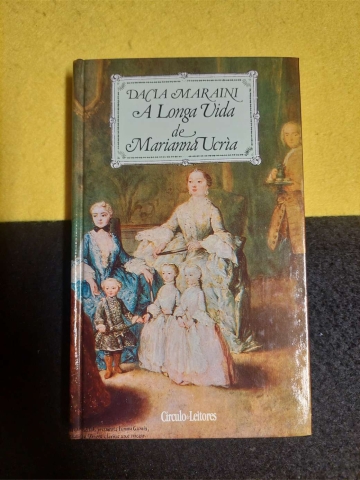 DACIA MARAINI
A Longa Vida
de
Marianna Ucrìa
Círculo de Leitores